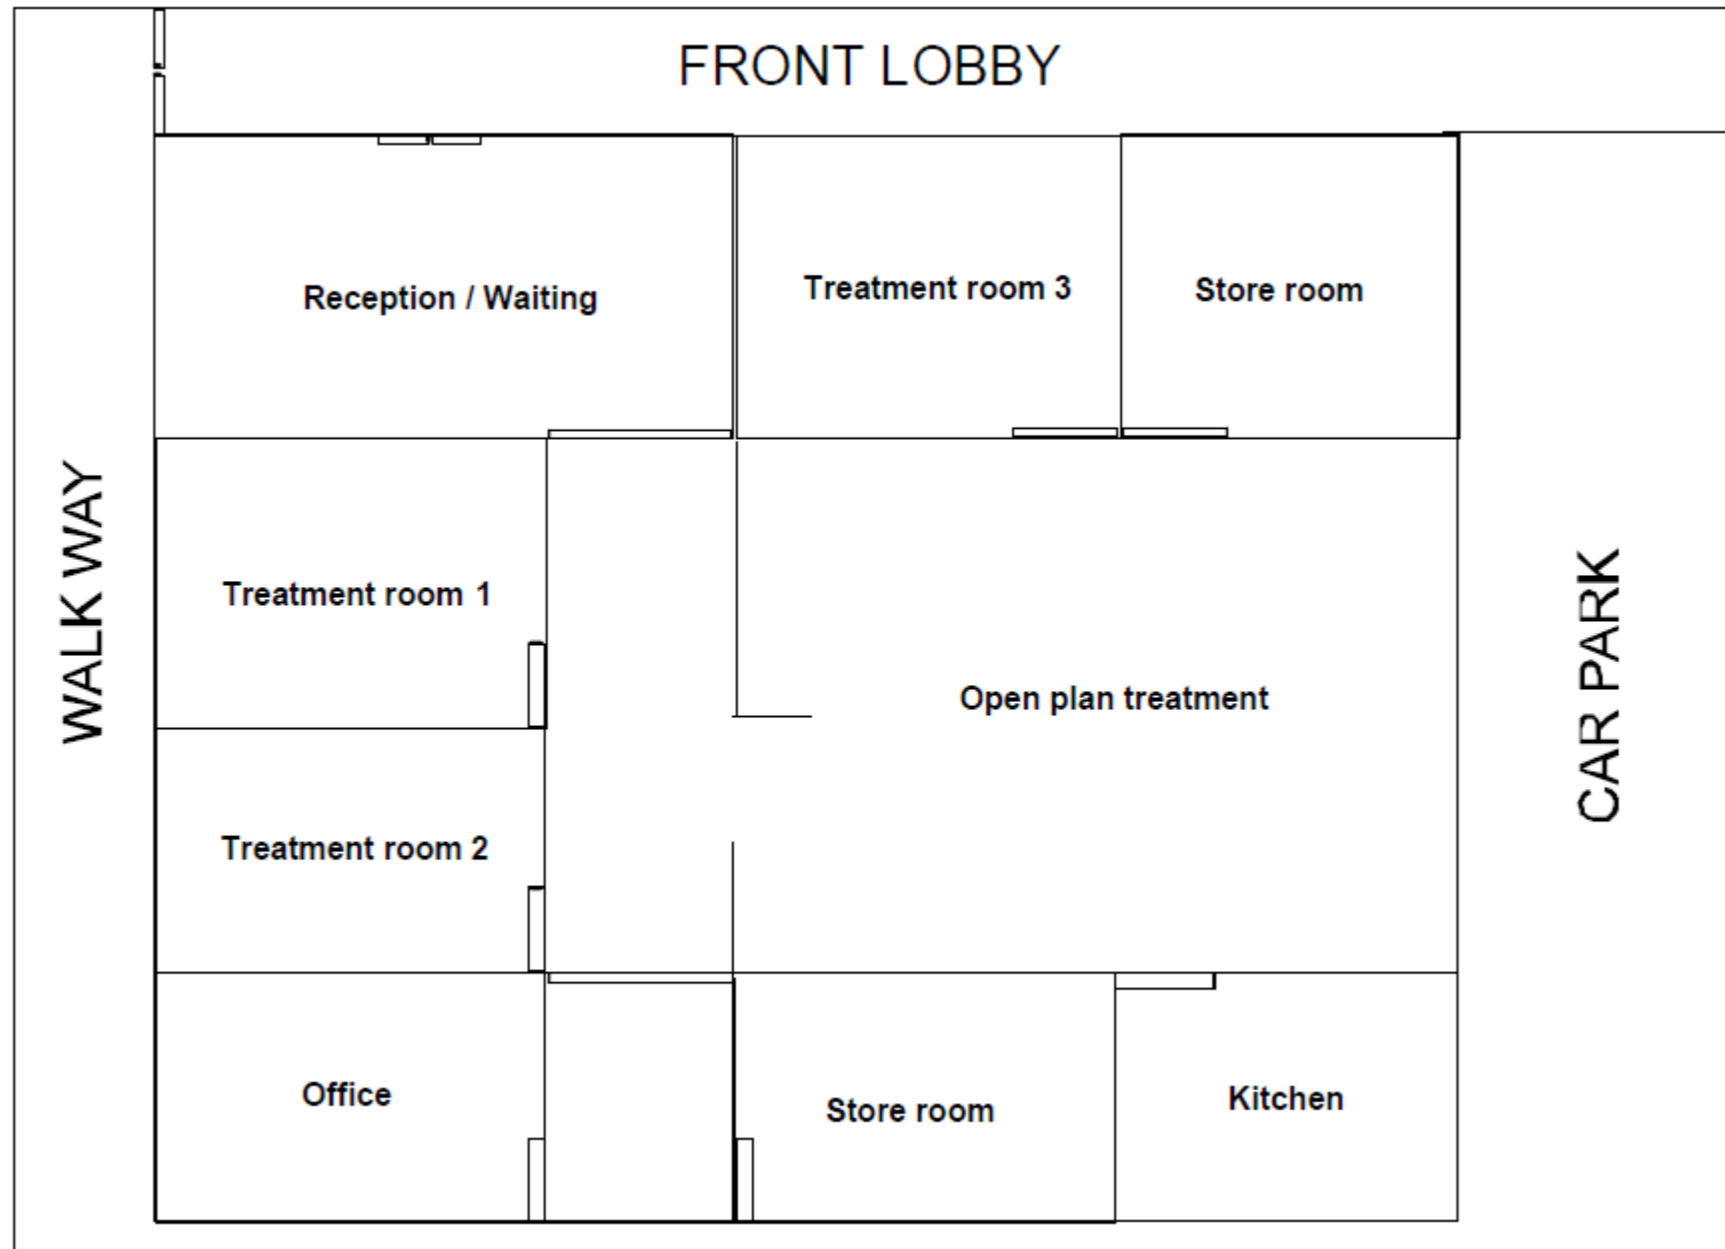 FRONT LOBBY
Reception / Waiting
Treatment room 3
Store room
WALK WAY
Treatment room 1
Open plan treatment
CAR PARK
Treatment room 2
Office
Store room
Kitchen